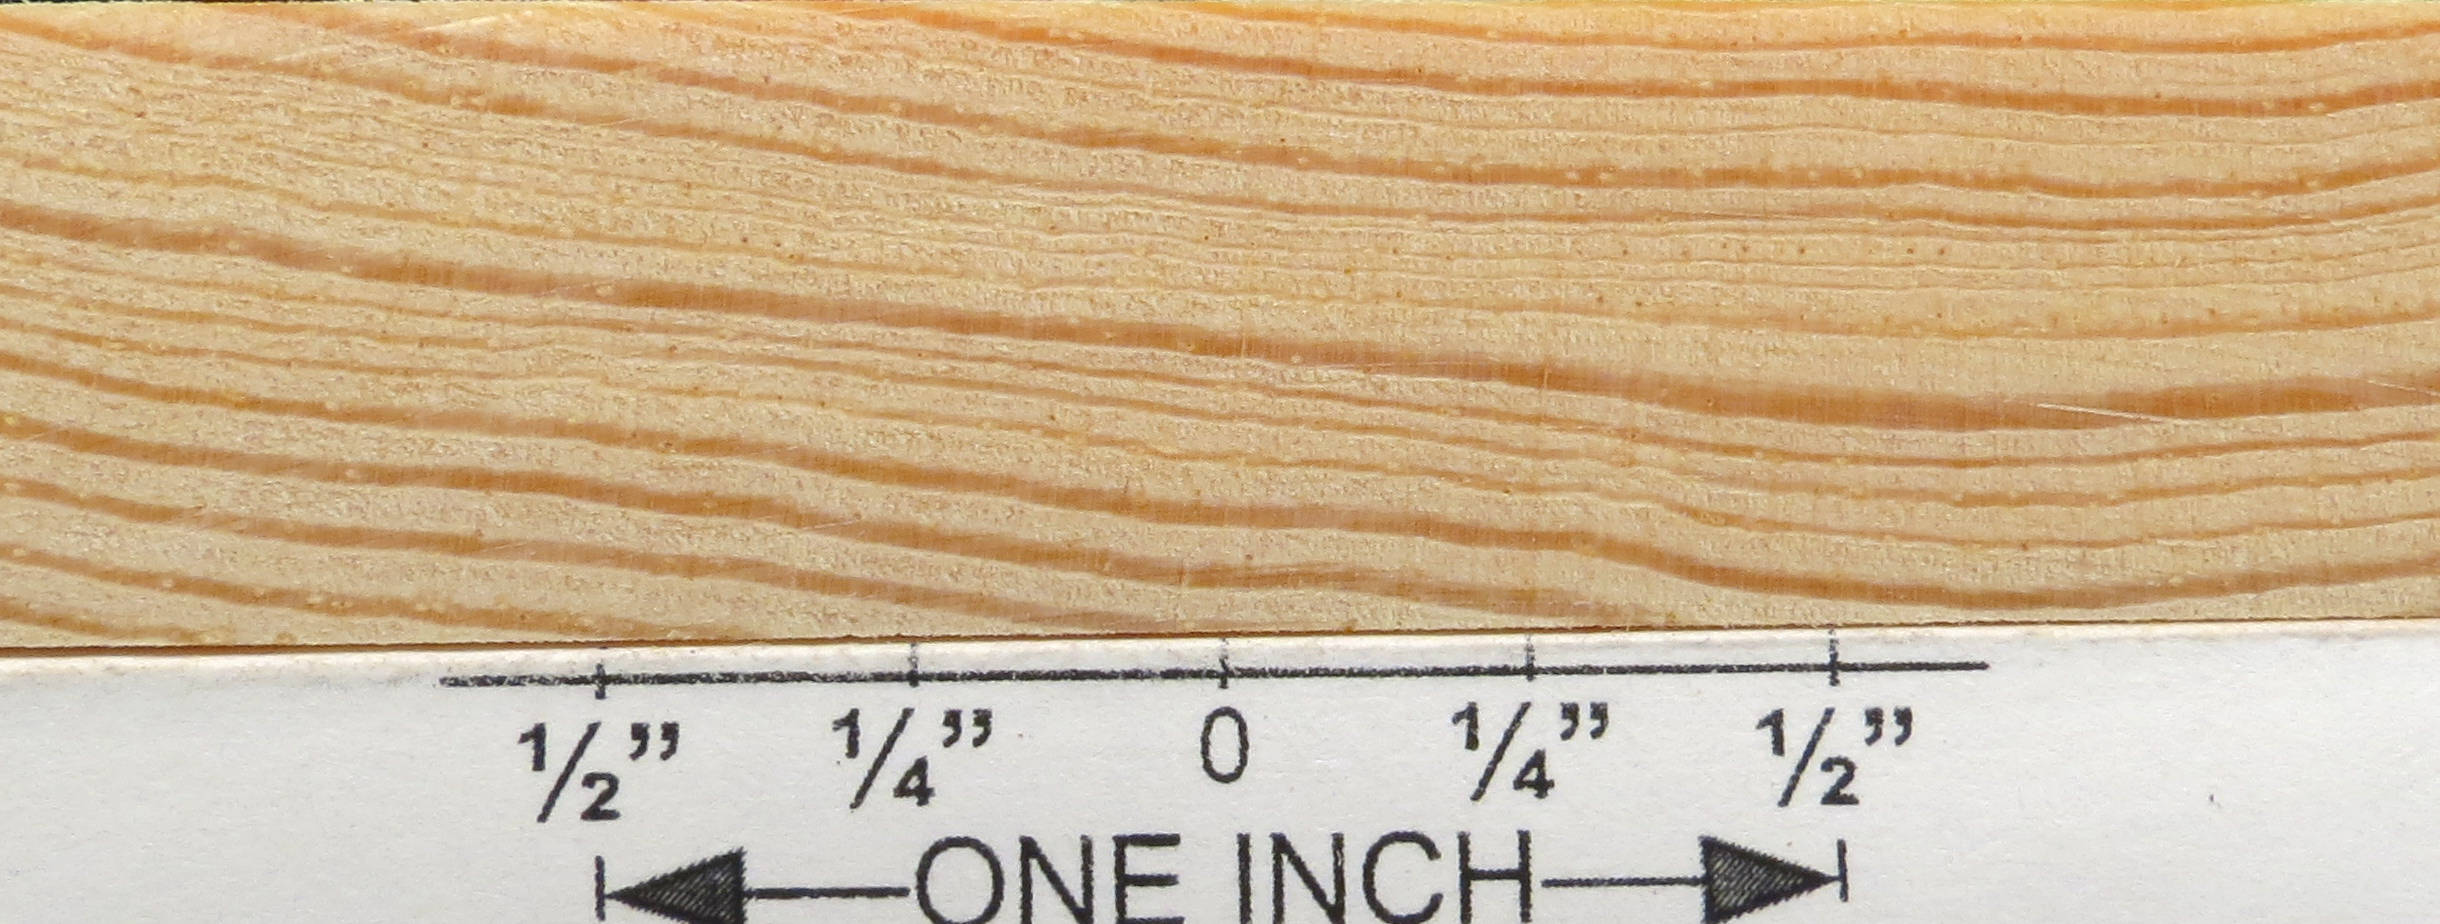 1/2” 1/4” 0 1/4” 1/2”
ONE INCH